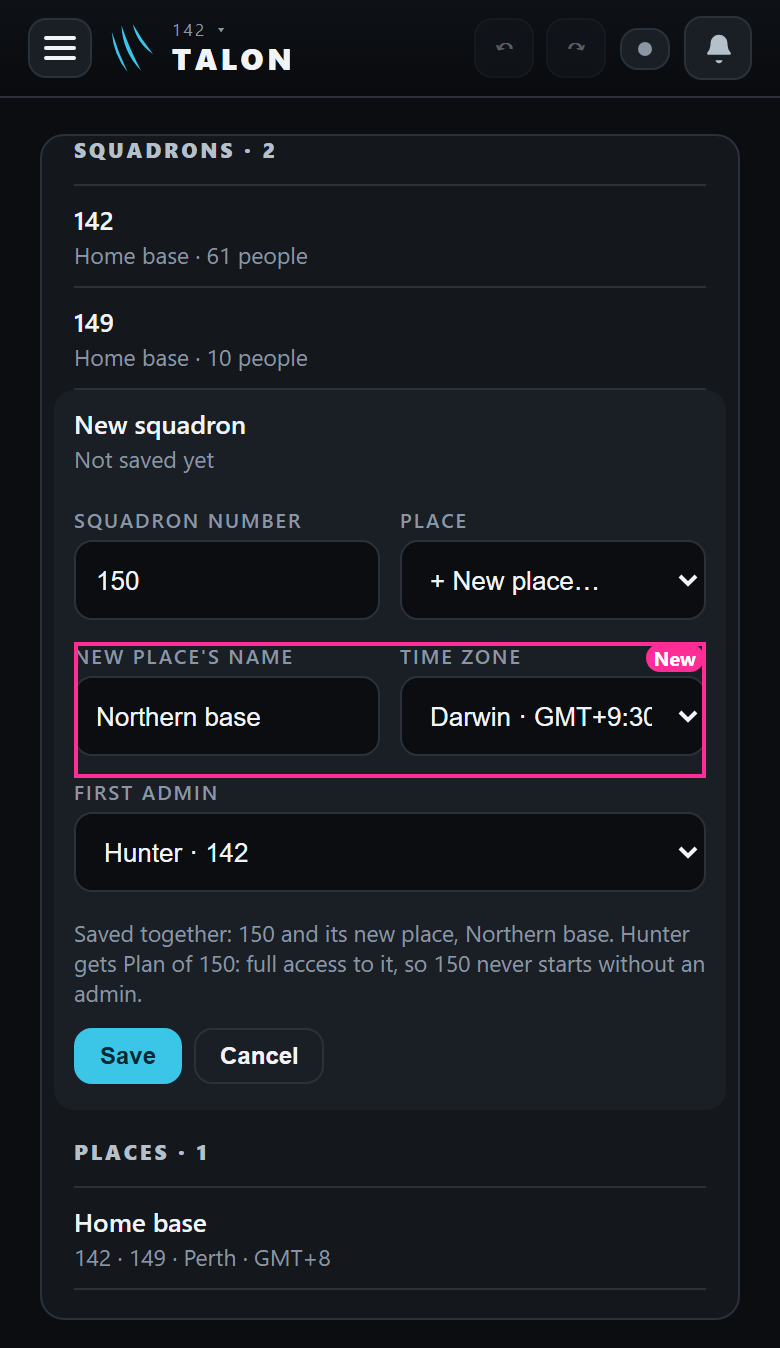 142
TALON
SQUADRONS · 2
142
Home base · 61 people
149
Home base · 10 people
New squadron
Not saved yet
SQUADRON NUMBER
PLACE
150
+ New place…
NEW PLACE'S NAME
TIME ZONE
New
Northern base
Darwin · GMT+9:30
FIRST ADMIN
Hunter · 142
Saved together: 150 and its new place, Northern base. Hunter
gets Plan of 150: full access to it, so 150 never starts without an
admin.
Save
Cancel
PLACES · 1
Home base
142 · 149 · Perth · GMT+8